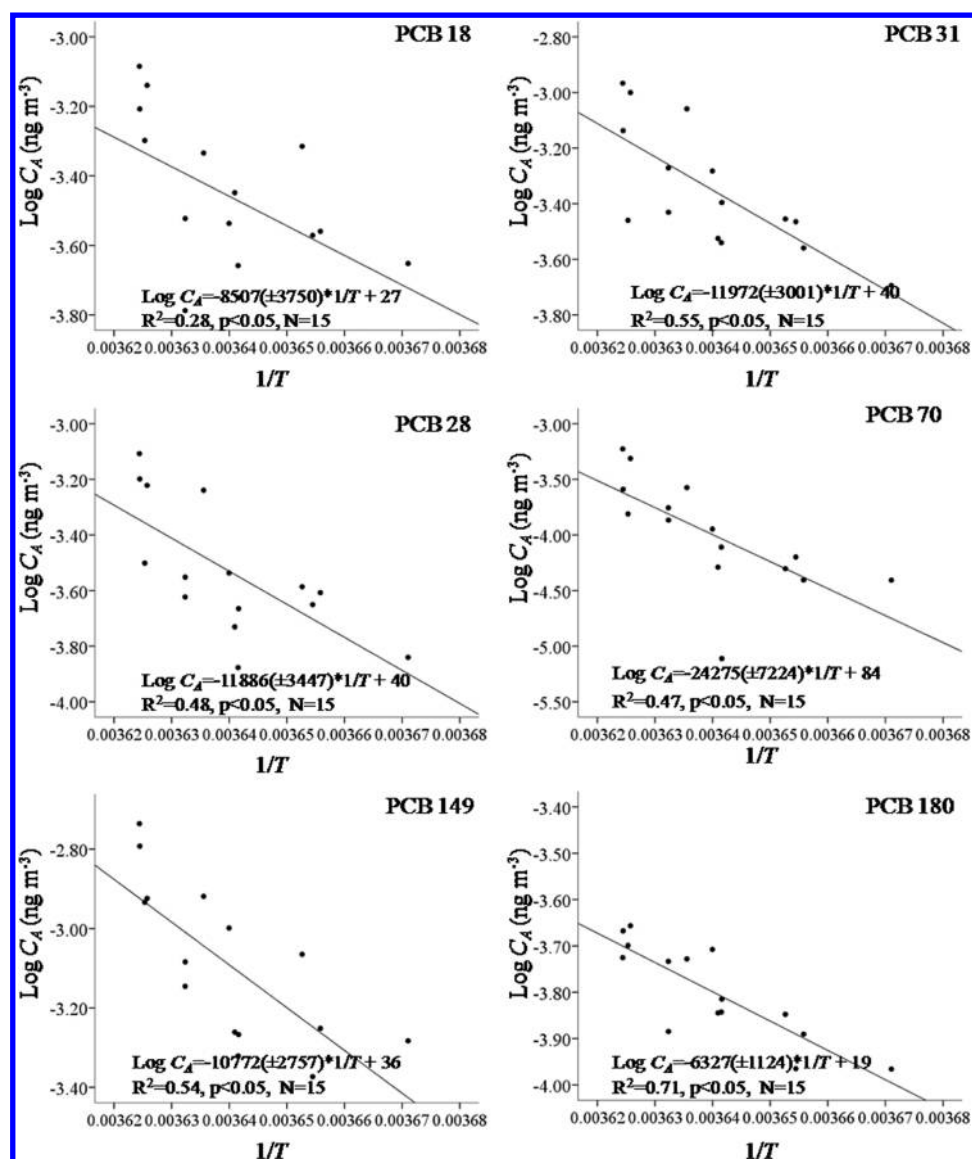 PCB 18
Log C_A (ng m⁻³)
-3.00
-3.20
-3.40
-3.60
-3.80
Log C_A=-8507(±3750)*1/T + 27
R²=0.28, p<0.05, N=15
0.00362 0.00363 0.00364 0.00365 0.00366 0.00367 0.00368
1/T
PCB 31
Log C_A (ng m⁻³)
-2.80
-3.00
-3.20
-3.40
-3.60
-3.80
Log C_A=-11972(±3001)*1/T + 40
R²=0.55, p<0.05, N=15
0.00362 0.00363 0.00364 0.00365 0.00366 0.00367 0.00368
1/T
PCB 28
Log C_A (ng m⁻³)
-3.00
-3.20
-3.40
-3.60
-3.80
-4.00
Log C_A=-11886(±3447)*1/T + 40
R²=0.48, p<0.05, N=15
0.00362 0.00363 0.00364 0.00365 0.00366 0.00367 0.00368
1/T
PCB 70
Log C_A (ng m⁻³)
-3.00
-3.50
-4.00
-4.50
-5.00
-5.50
Log C_A=-24275(±7224)*1/T + 84
R²=0.47, p<0.05, N=15
0.00362 0.00363 0.00364 0.00365 0.00366 0.00367 0.00368
1/T
PCB 149
Log C_A (ng m⁻³)
-2.80
-3.00
-3.20
-3.40
Log C_A=-10772(±2757)*1/T + 36
R²=0.54, p<0.05, N=15
0.00362 0.00363 0.00364 0.00365 0.00366 0.00367 0.00368
1/T
PCB 180
Log C_A (ng m⁻³)
-3.40
-3.50
-3.60
-3.70
-3.80
-3.90
-4.00
Log C_A=-6327(±1124)*1/T + 19
R²=0.71, p<0.05, N=15
0.00362 0.00363 0.00364 0.00365 0.00366 0.00367 0.00368
1/T